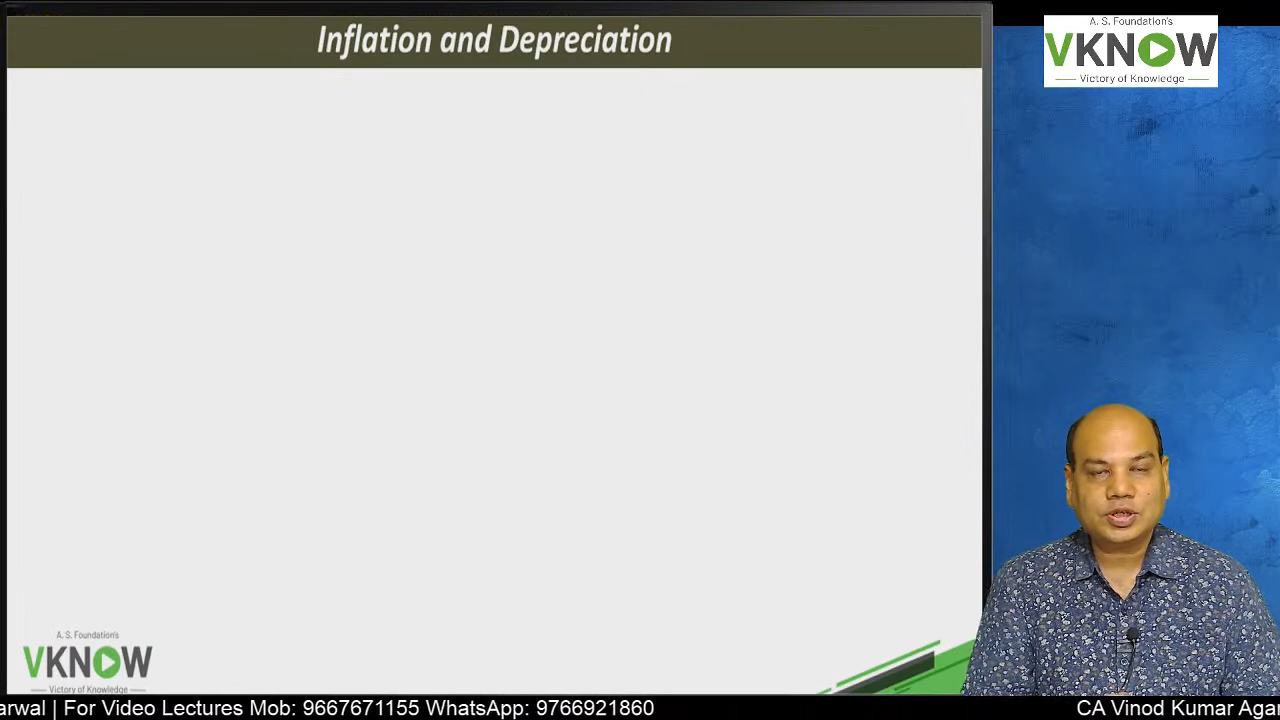 Inflation and Depreciation
A. S. Foundation's
VKNOW
Victory of Knowledge
A. S. Foundation's
VKNOW
Victory of Knowledge
arwal | For Video Lectures Mob: 9667671155 WhatsApp: 9766921860
CA Vinod Kumar Agar